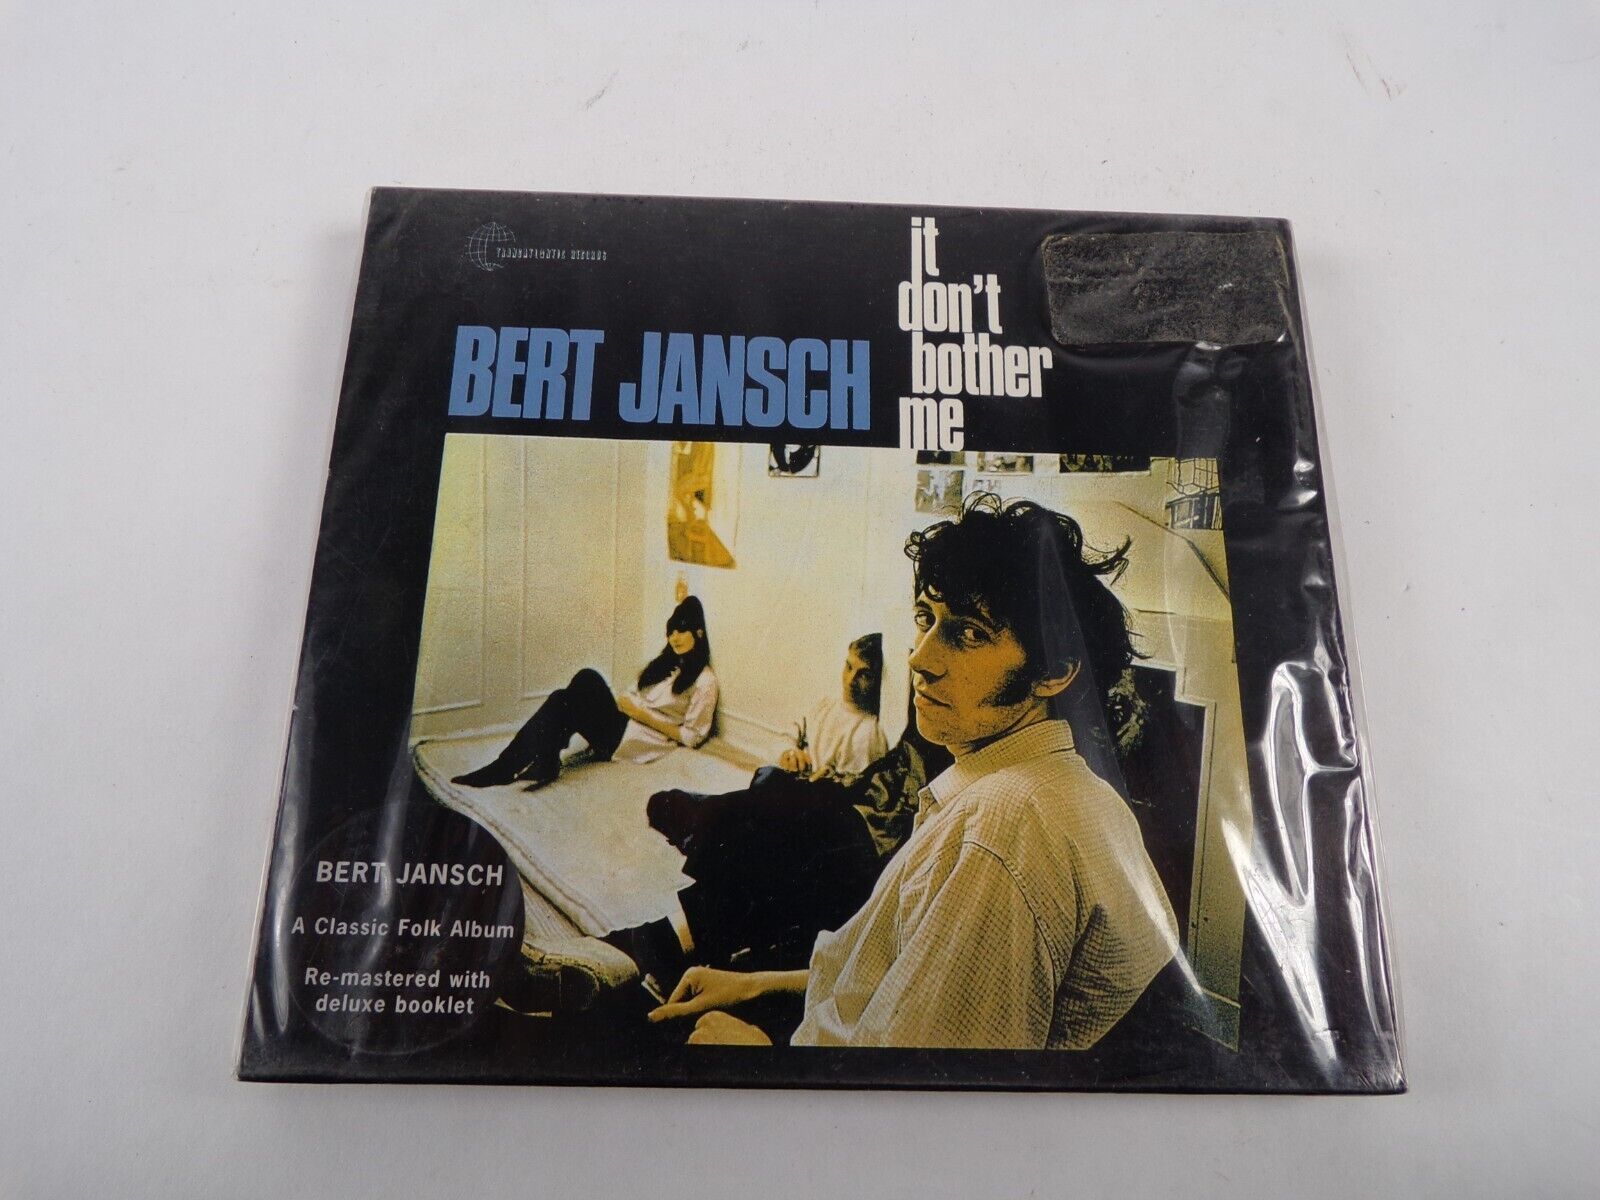 TRANSATLANTIC RECORDS
BERT JANSCH
it
don't
bother
me
BERT JANSCH
A Classic Folk Album
Re-mastered with
deluxe booklet